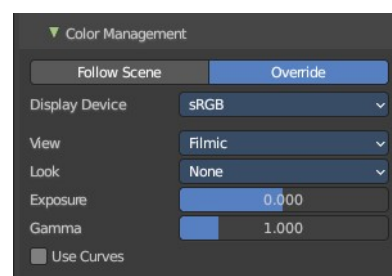 Color Management
Follow Scene Override
Display Device sRGB
View Filmic
Look None
Exposure 0.000
Gamma 1.000
Use Curves